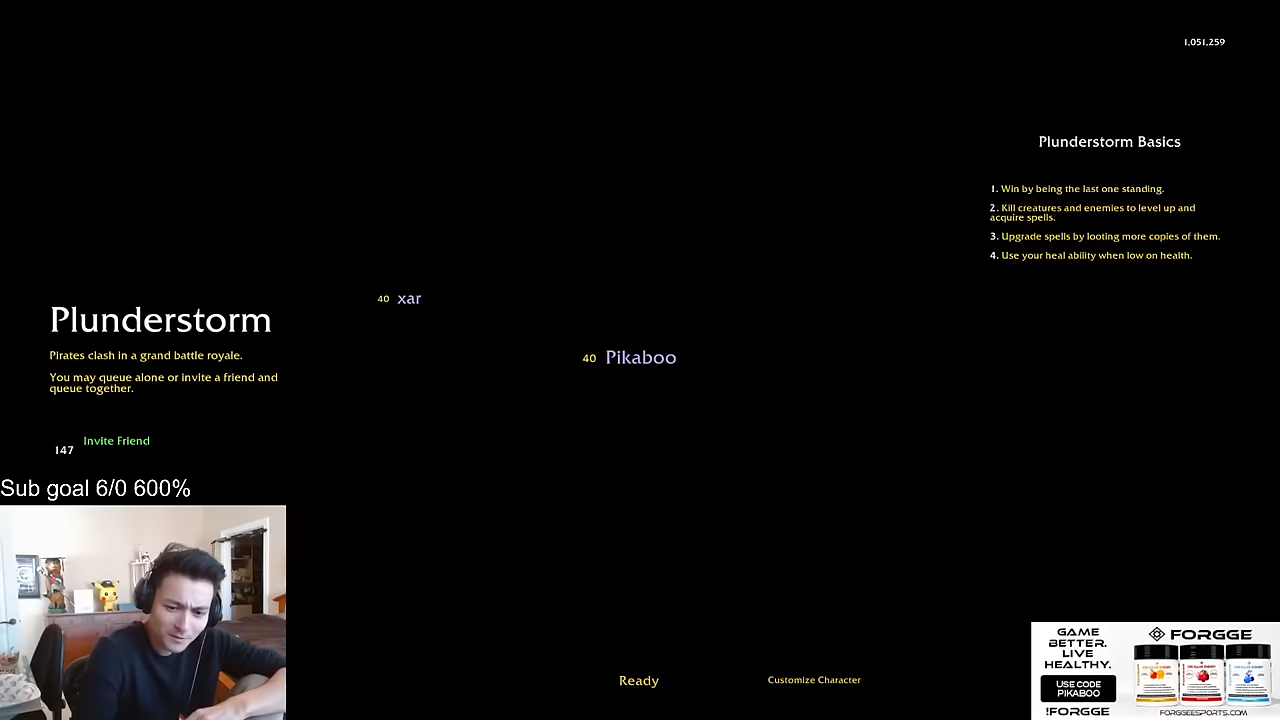 1,051,259
Plunderstorm Basics
1. Win by being the last one standing.
2. Kill creatures and enemies to level up and
acquire spells.
3. Upgrade spells by looting more copies of them.
4. Use your heal ability when low on health.
40 xar
Plunderstorm
Pirates clash in a grand battle royale.
You may queue alone or invite a friend and
queue together.
40 Pikaboo
Invite Friend
147
Sub goal 6/0 600%
Ready
Customize Character
GAME
BETTER.
LIVE
HEALTHY.
USE CODE
PIKABOO
!FORGGE
FORGGE
FORGGEESPORTS.COM